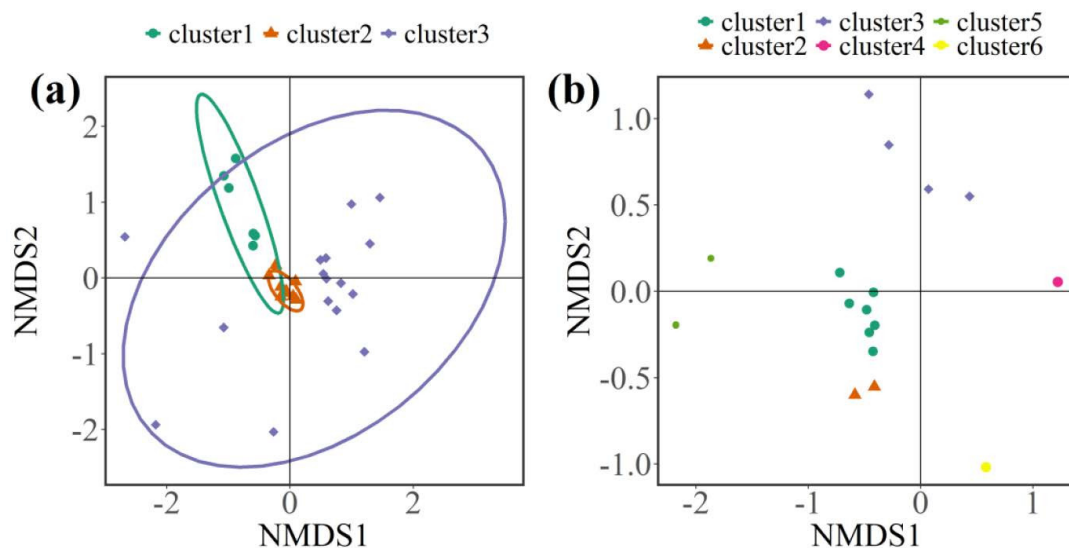 cluster1 cluster2 cluster3
(a)
NMDS2
2
1
0
-1
-2
-2 0 2
NMDS1
cluster1 cluster3 cluster5
cluster2 cluster4 cluster6
(b)
NMDS2
1.0
0.5
0.0
-0.5
-1.0
-2 -1 0 1
NMDS1